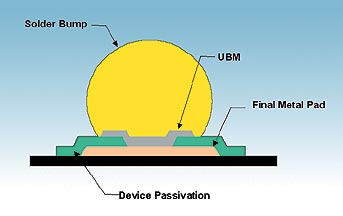 Solder Bump
UBM
Final Metal Pad
Device Passivation